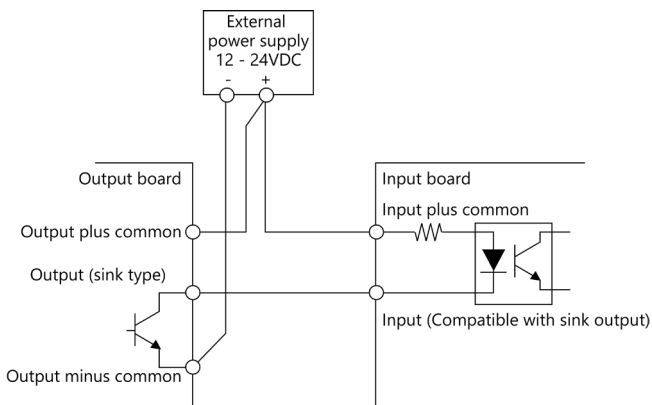 External
power supply
12 - 24VDC
- +
Output board
Input board
Input plus common
Output plus common
Output (sink type)
Input (Compatible with sink output)
Output minus common